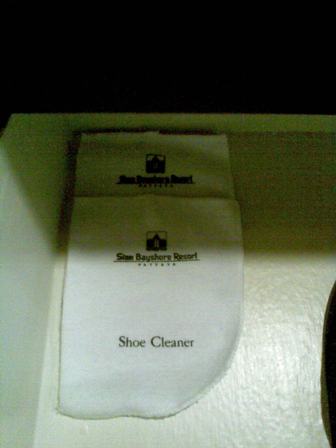 Siam Bayshore Resort
PATTAYA
Siam Bayshore Resort
PATTAYA
Shoe Cleaner